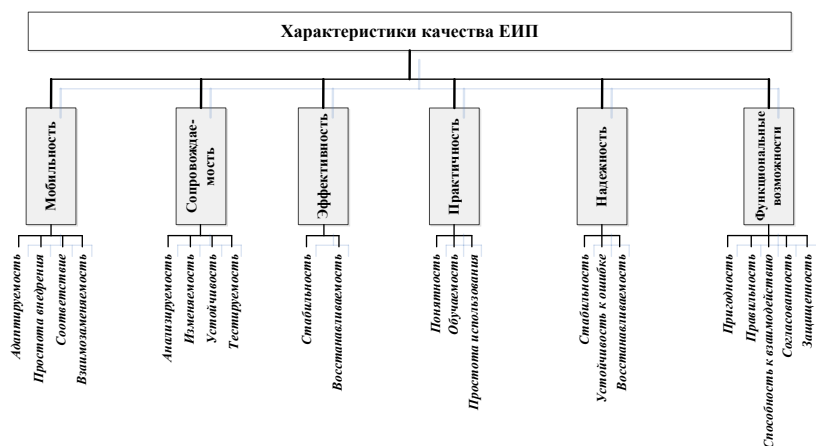 Характеристики качества ЕИП
Мобильность
Сопровождае-
мость
Эффективность
Практичность
Надежность
Функциональные
возможности
Адаптируемость
Простота внедрения
Соответствие
Взаимозаменяемость
Анализируемость
Изменяемость
Устойчивость
Тестируемость
Стабильность
Восстанавливаемость
Понятность
Обучаемость
Простота использования
Стабильность
Устойчивость к ошибке
Восстанавливаемость
Пригодность
Правильность
Способность к взаимодействию
Согласованность
Защищенность